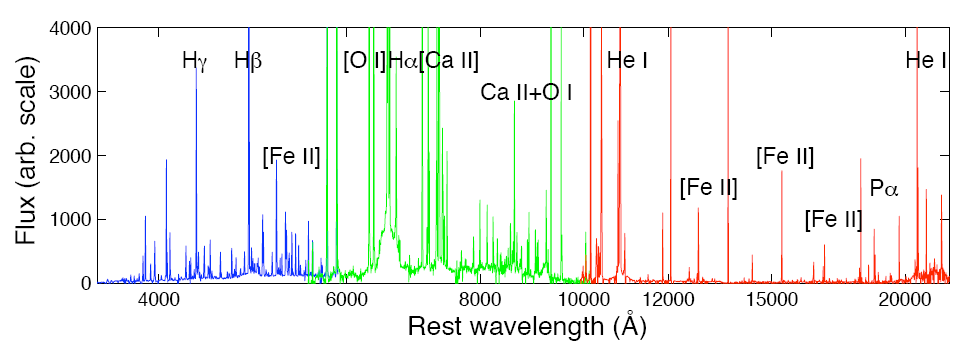 4000
3000
2000
1000
0
Flux (arb. scale)
Hγ Hβ [O I] Hα [Ca II] He I He I
Ca II+O I
[Fe II] [Fe II]
[Fe II] Pα
[Fe II]
4000 6000 8000 10000 12000 15000 20000
Rest wavelength (Å)